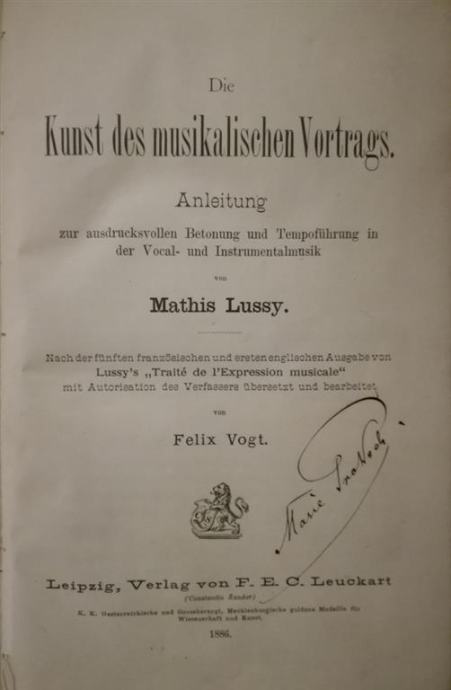 Die
Kunst des musikalischen Vortrags.
Anleitung
zur ausdrucksvollen Betonung und Tempoführung in
der Vocal- und Instrumentalmusik
von
Mathis Lussy.
Nach der fünften französischen und ersten englischen Ausgabe von
Lussy's „Traité de l'Expression musicale“
mit Autorisation des Verfassers übersetzt und bearbeitet
von
Felix Vogt.
Marie
Leipzig, Verlag von F. E. C. Leuckart
(Constantin Sander)
K. K. Oesterreichische und Grossherzogl. Mecklenburgische goldene Medaille für
Wissenschaft und Kunst.
1886.